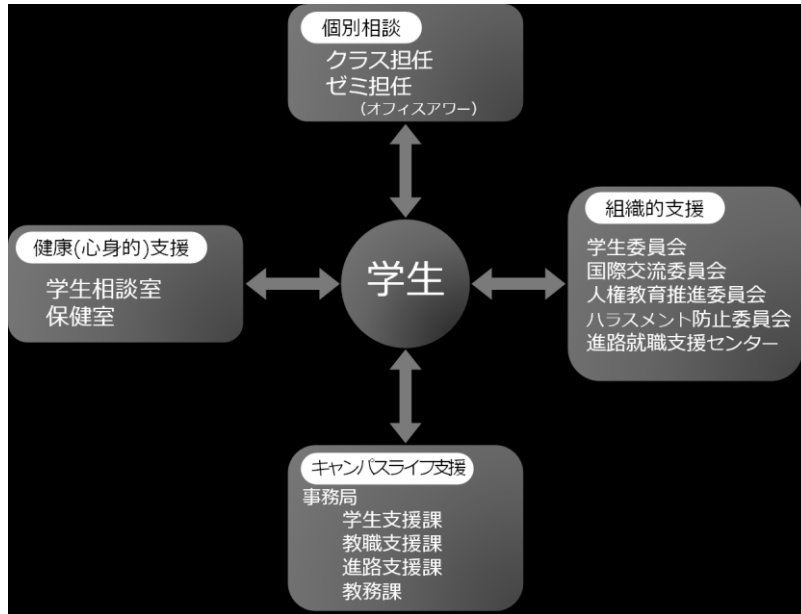 個別相談
クラス担任
ゼミ担任
(オフィスアワー)
健康(心身的)支援
学生相談室
保健室
学生
組織的支援
学生委員会
国際交流委員会
人権教育推進委員会
ハラスメント防止委員会
進路就職支援センター
キャンパスライフ支援
事務局
学生支援課
教職支援課
進路支援課
教務課